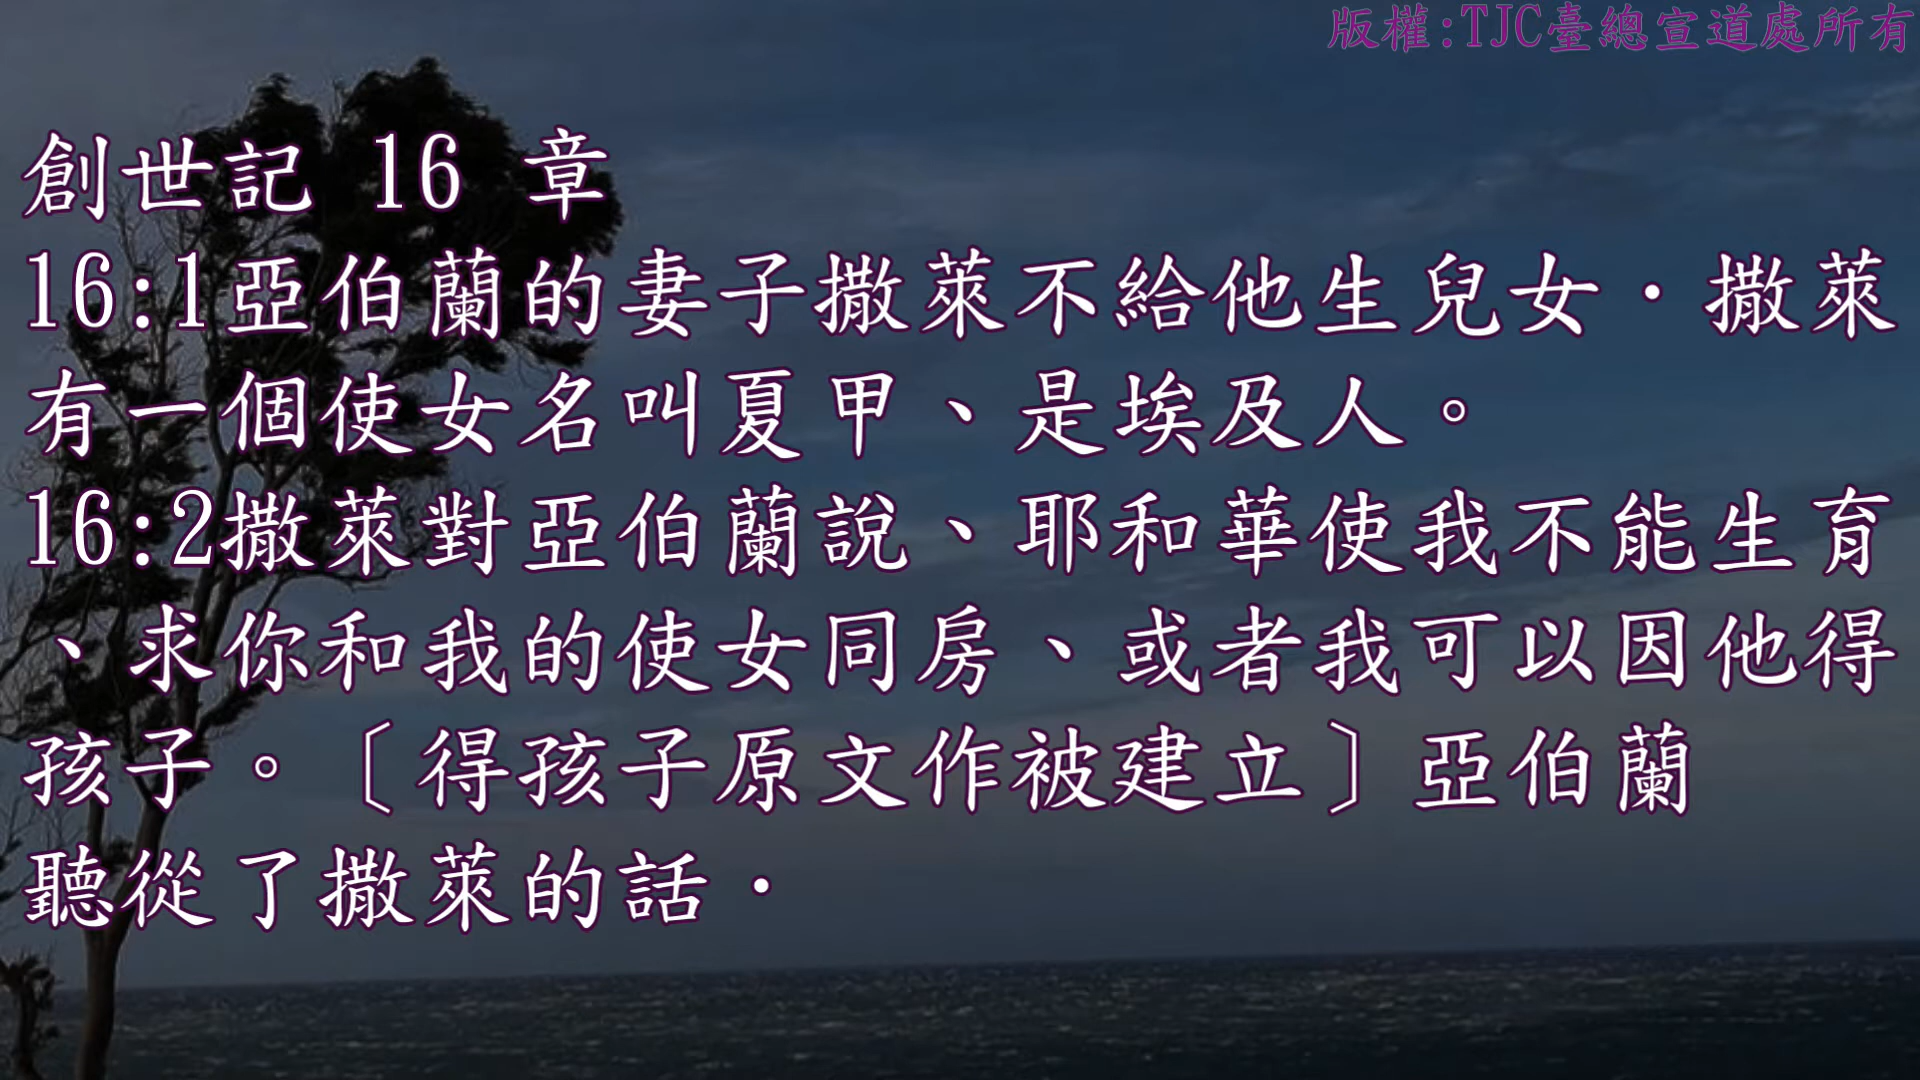 版權:TJC臺總宣道處所有
創世記 16 章
16:1亞伯蘭的妻子撒萊不給他生兒女．撒萊
有一個使女名叫夏甲、是埃及人。
16:2撒萊對亞伯蘭說、耶和華使我不能生育
、求你和我的使女同房、或者我可以因他得
孩子。〔得孩子原文作被建立〕亞伯蘭
聽從了撒萊的話．